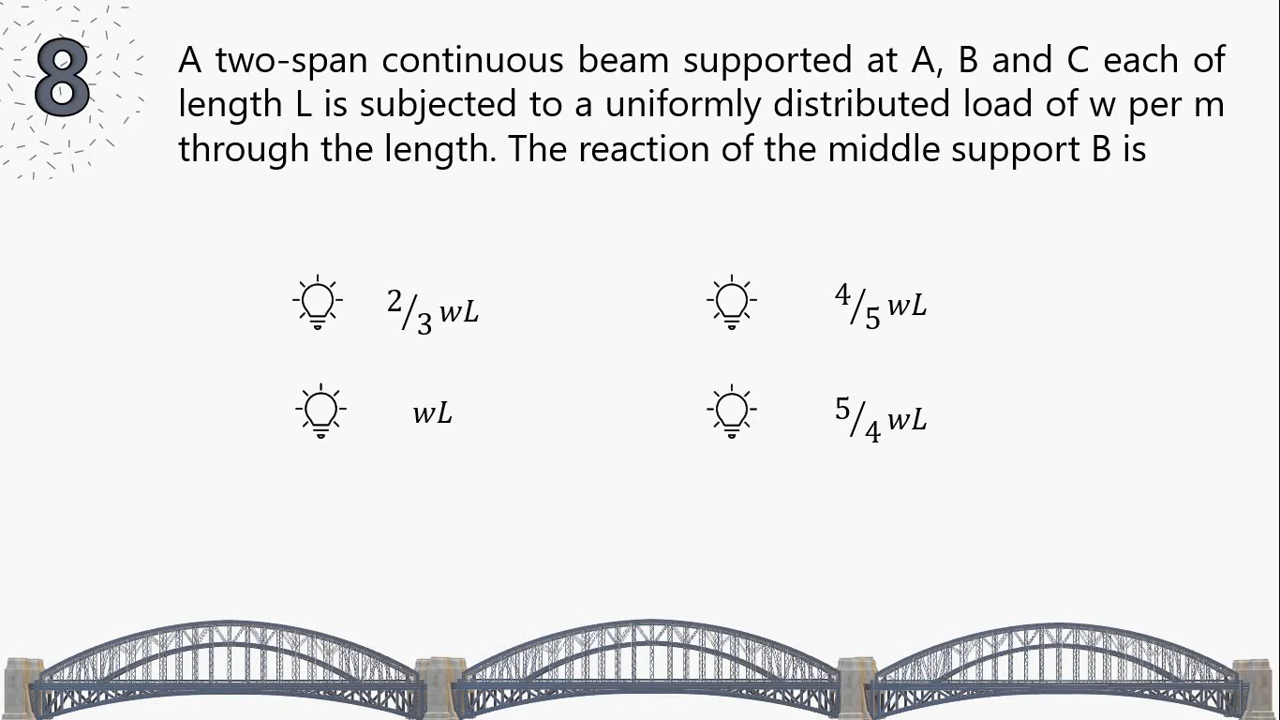 8
A two-span continuous beam supported at A, B and C each of
length L is subjected to a uniformly distributed load of w per m
through the length. The reaction of the middle support B is
2/3 wL
4/5 wL
wL
5/4 wL